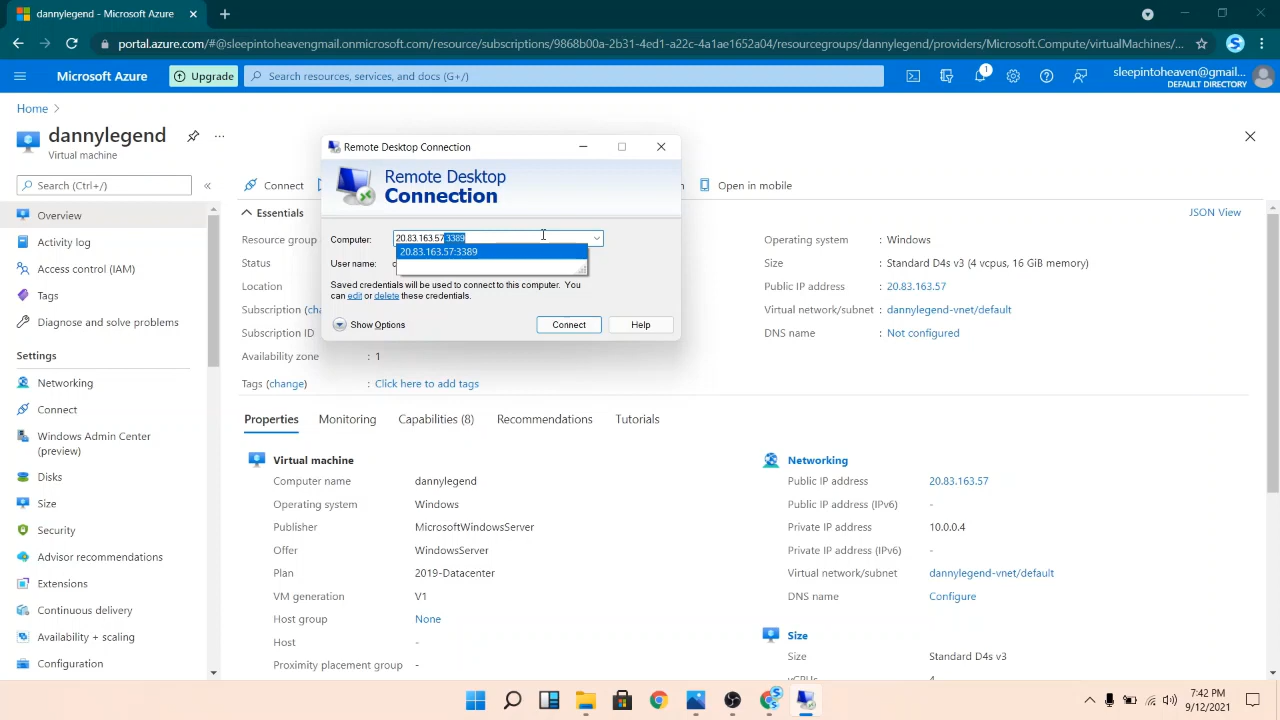 dannylegend - Microsoft Azure
portal.azure.com/#@sleepintoheavengmail.onmicrosoft.com/resource/subscriptions/9868b00a-2b31-4ed1-a22c-4a1ae1652a04/resourcegroups/dannylegend/providers/Microsoft.Compute/virtualMachines/...
Microsoft Azure
Upgrade
Search resources, services, and docs (G+/)
1
sleepintoheaven@gmail....
DEFAULT DIRECTORY
Home
dannylegend
Virtual machine
Search (Ctrl+/)
Overview
Activity log
Access control (IAM)
Tags
Diagnose and solve problems
Settings
Networking
Connect
Windows Admin Center
(preview)
Disks
Size
Security
Advisor recommendations
Extensions
Continuous delivery
Availability + scaling
Configuration
Connect
Open in mobile
Essentials
JSON View
Resource group
Status
Location
Subscription (
Subscription ID
Availability zone : 1
Tags (change) : Click here to add tags
Operating system : Windows
Size : Standard D4s v3 (4 vcpus, 16 GiB memory)
Public IP address : 20.83.163.57
Virtual network/subnet : dannylegend-vnet/default
DNS name : Not configured
Remote Desktop Connection
Remote Desktop
Connection
Computer: 20.83.163.57:3389
20.83.163.57:3389
User name:
Saved credentials will be used to connect to this computer. You
can edit or delete these credentials.
Show Options
Connect
Help
Properties
Monitoring
Capabilities (8)
Recommendations
Tutorials
Virtual machine
Computer name dannylegend
Operating system Windows
Publisher MicrosoftWindowsServer
Offer WindowsServer
Plan 2019-Datacenter
VM generation V1
Host group None
Host -
Proximity placement group -
Networking
Public IP address 20.83.163.57
Public IP address (IPv6) -
Private IP address 10.0.0.4
Private IP address (IPv6) -
Virtual network/subnet dannylegend-vnet/default
DNS name Configure
Size
Size Standard D4s v3
7:42 PM
9/12/2021